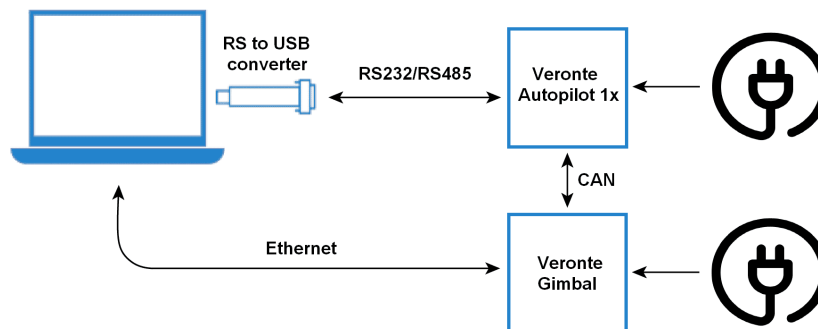 RS to USB
converter
RS232/RS485
Veronte
Autopilot 1x
CAN
Ethernet
Veronte
Gimbal